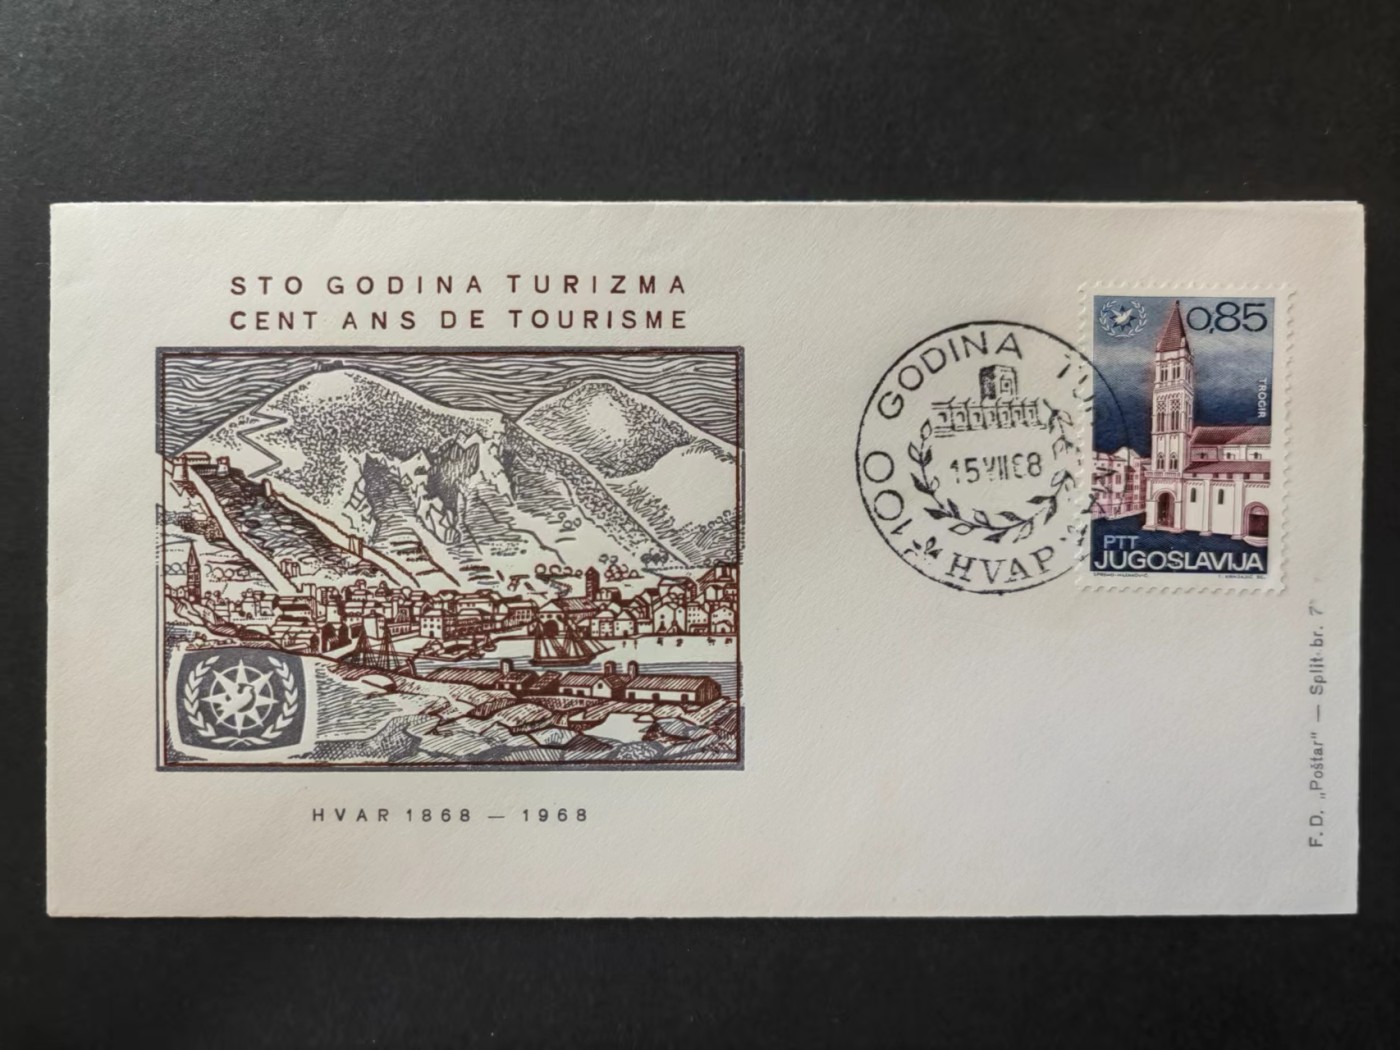 STO GODINA TURIZMA
CENT ANS DE TOURISME
HVAR 1868 — 1968
100 GODINA
15 VII 68
HVAR
0,85
TROGIR
PTT
JUGOSLAVIJA
F.D. „Poštar" — Split br. 7